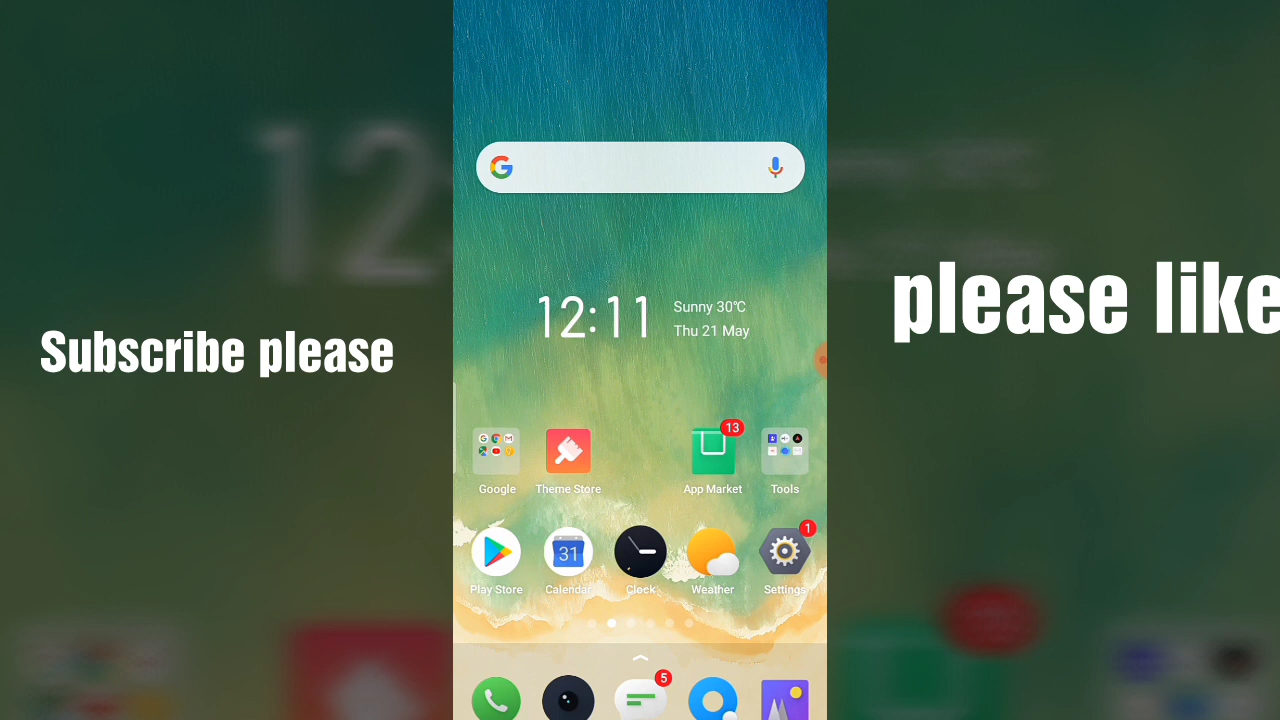 Subscribe please
please like
12:11
Sunny 30℃
Thu 21 May
13
Google
Theme Store
App Market
Tools
1
31
Play Store
Calendar
Clock
Weather
Settings
5